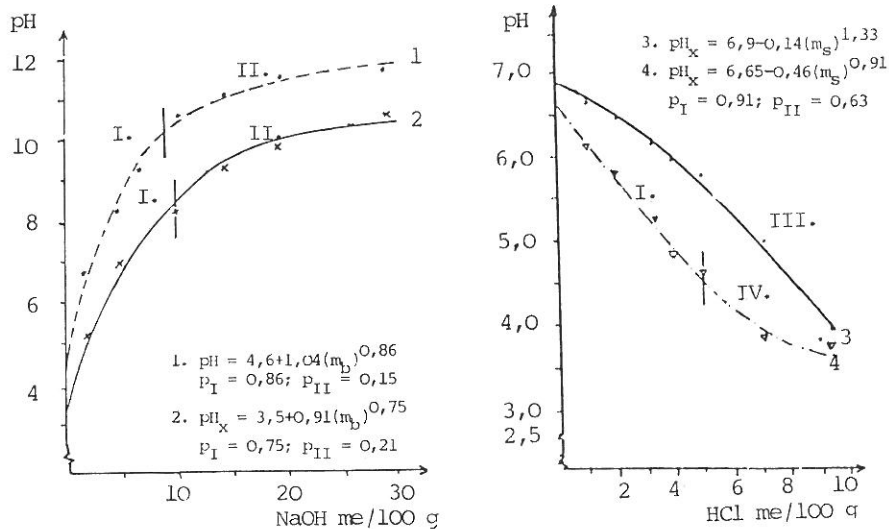 pH
12
10
8
6
4
I.
II.
1
I.
II.
2
1. pH = 4,6+1,04(m_b)^0,86
p_I = 0,86; p_II = 0,15
2. pH_x = 3,5+0,91(m_b)^0,75
p_I = 0,75; p_II = 0,21
10 20 30
NaOH me/100 g
pH
3. pH_x = 6,9-0,14(m_s)^1,33
4. pH_x = 6,65-0,46(m_s)^0,91
p_I = 0,91; p_II = 0,63
7,0
6,0
5,0
4,0
3,0
2,5
I.
III.
IV.
3
4
2 4 6 8 10
HCl me/100 g